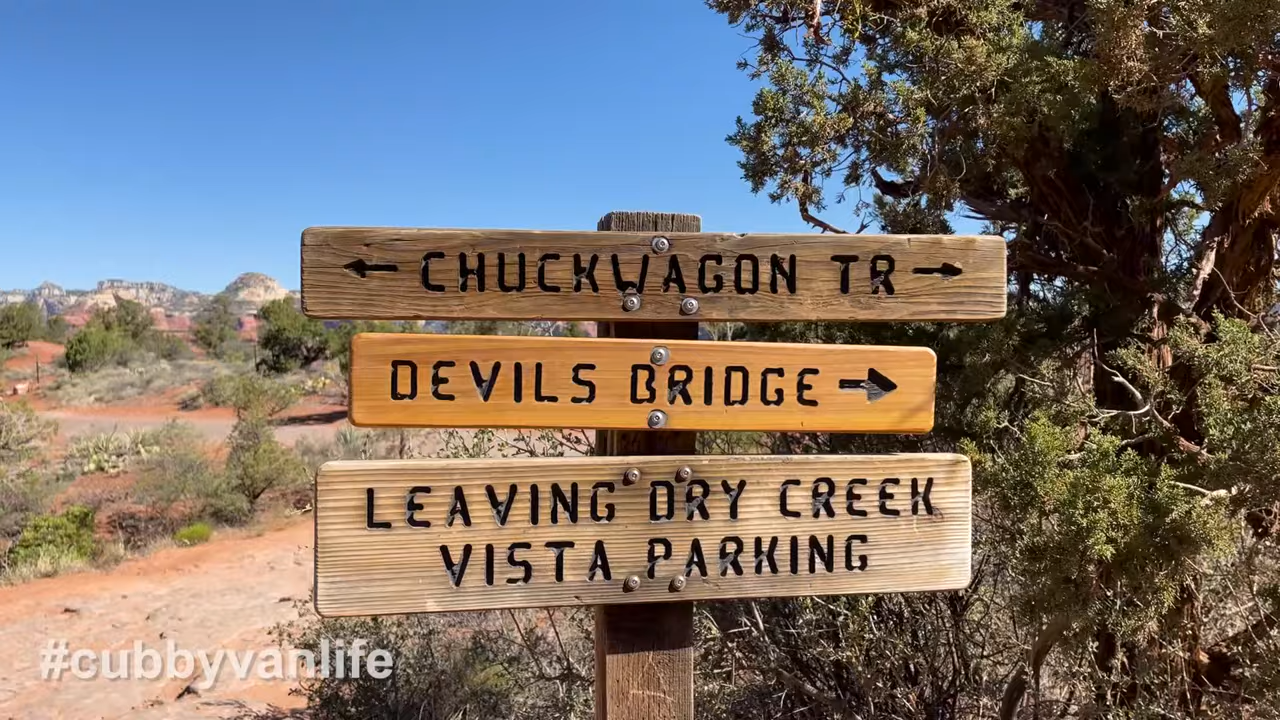 ← CHUCKWAGON TR →
DEVILS BRIDGE →
LEAVING DRY CREEK
VISTA PARKING
#cubbyvanlife